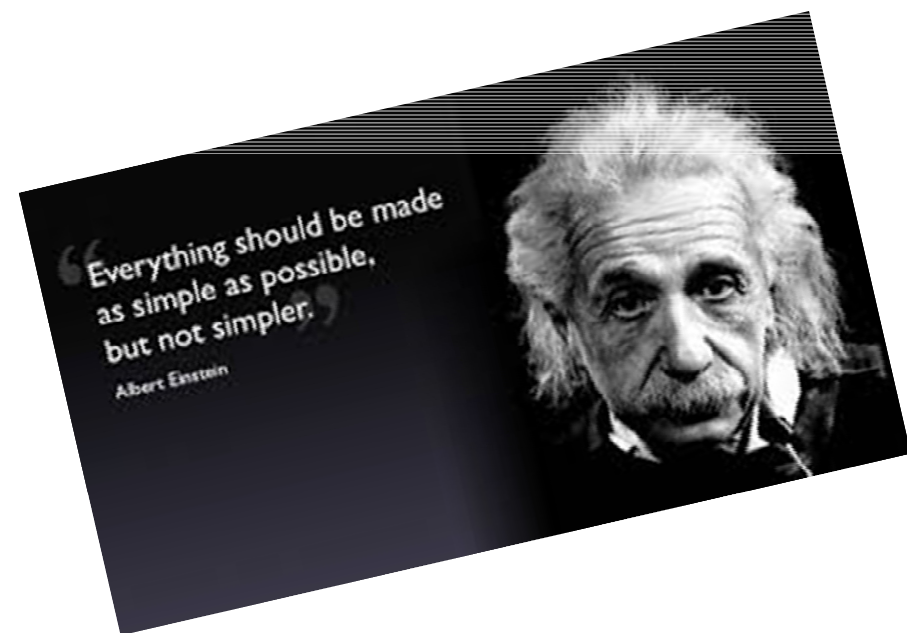 “Everything should be made
as simple as possible,
but not simpler.”
Albert Einstein